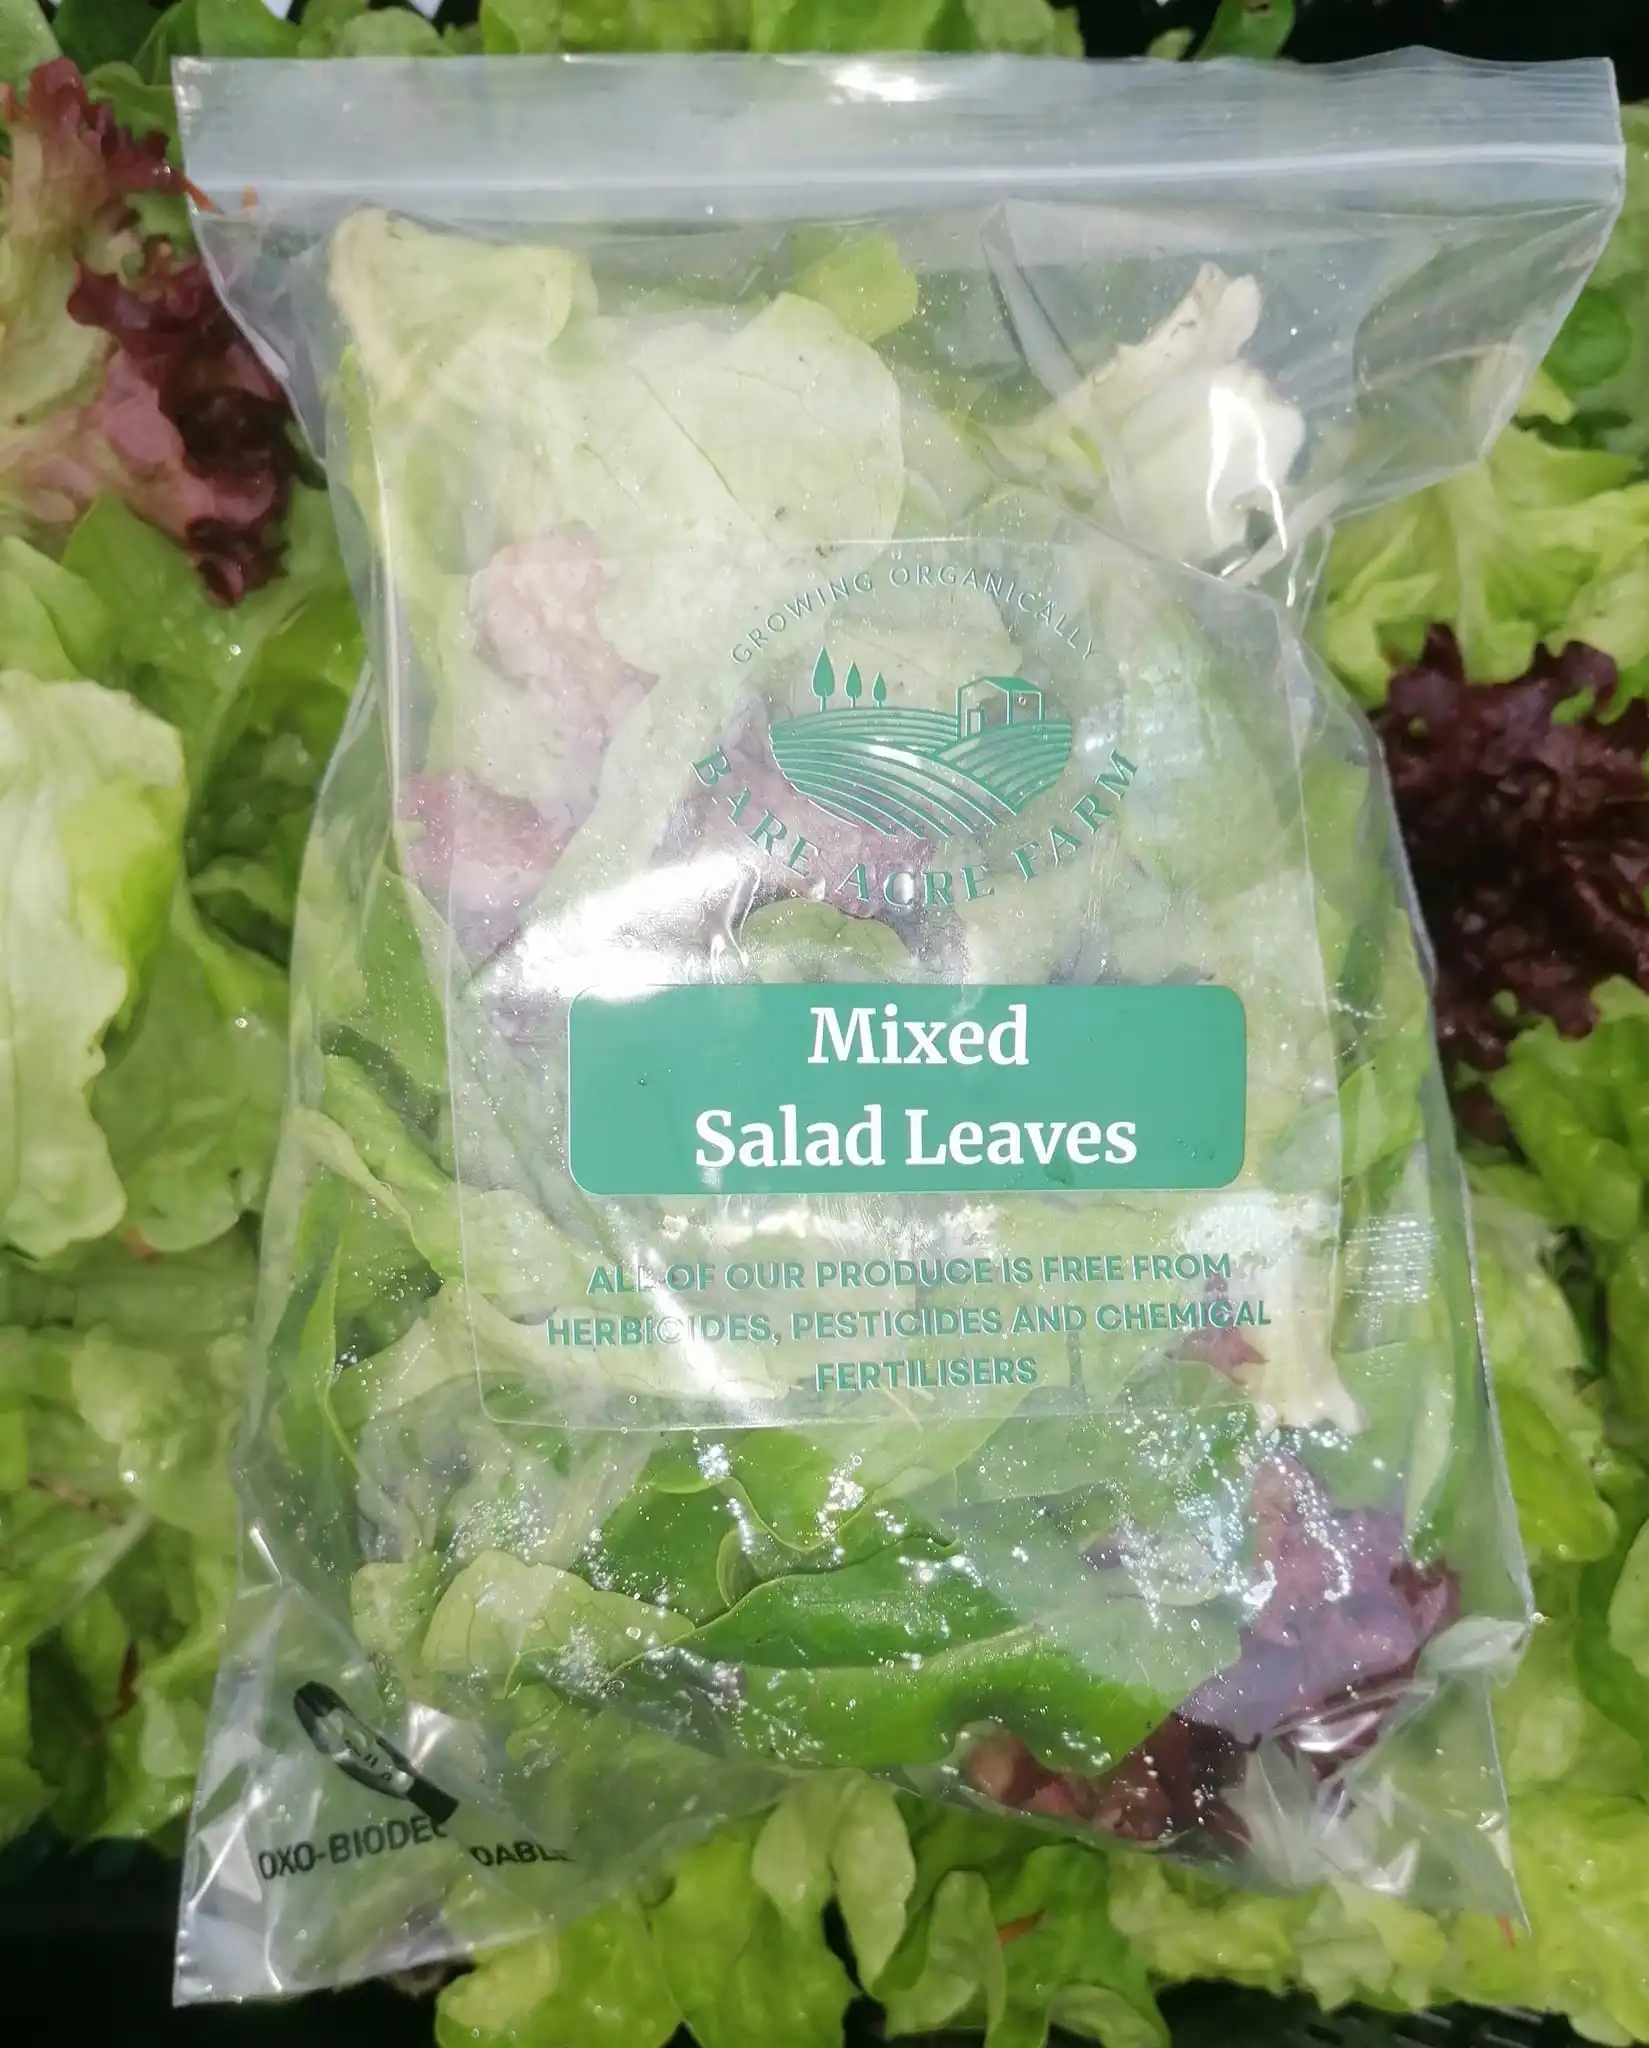 GROWING ORGANICALLY
BARE ACRE FARM
Mixed
Salad Leaves
ALL OF OUR PRODUCE IS FREE FROM
HERBICIDES, PESTICIDES AND CHEMICAL
FERTILISERS